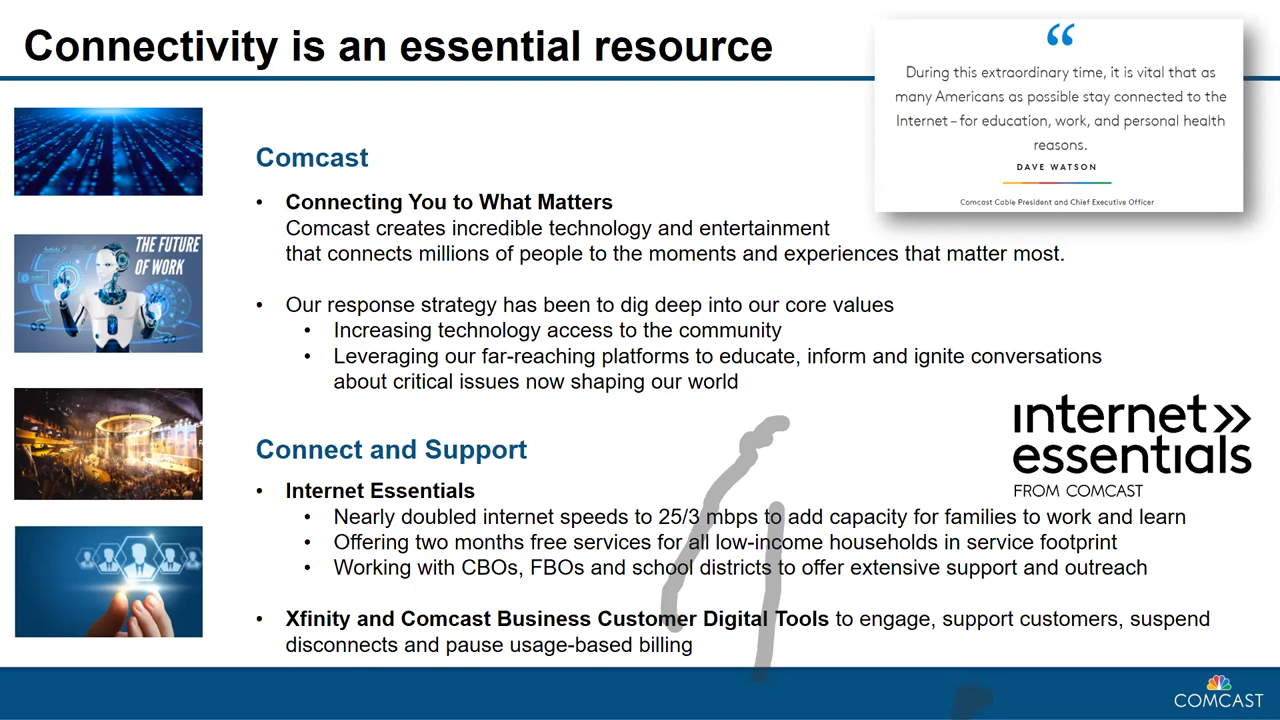 Connectivity is an essential resource
“
During this extraordinary time, it is vital that as
many Americans as possible stay connected to the
Internet – for education, work, and personal health
reasons.
DAVE WATSON
Comcast Cable President and Chief Executive Officer
THE FUTURE
OF WORK
Comcast
• Connecting You to What Matters
Comcast creates incredible technology and entertainment
that connects millions of people to the moments and experiences that matter most.
• Our response strategy has been to dig deep into our core values
• Increasing technology access to the community
• Leveraging our far-reaching platforms to educate, inform and ignite conversations
about critical issues now shaping our world
internet
essentials
FROM COMCAST
Connect and Support
• Internet Essentials
• Nearly doubled internet speeds to 25/3 mbps to add capacity for families to work and learn
• Offering two months free services for all low-income households in service footprint
• Working with CBOs, FBOs and school districts to offer extensive support and outreach
• Xfinity and Comcast Business Customer Digital Tools to engage, support customers, suspend
disconnects and pause usage-based billing
COMCAST